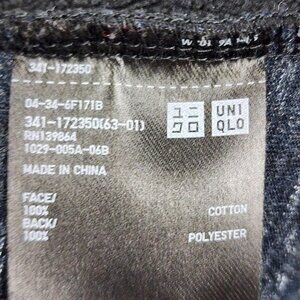 341-172350
04-34-6F171B
341-172350(63-01)
RN139864
1029-005A-06B
MADE IN CHINA
ユニ
クロ
UNI
QLO
FACE/
100% COTTON
BACK/
100% POLYESTER